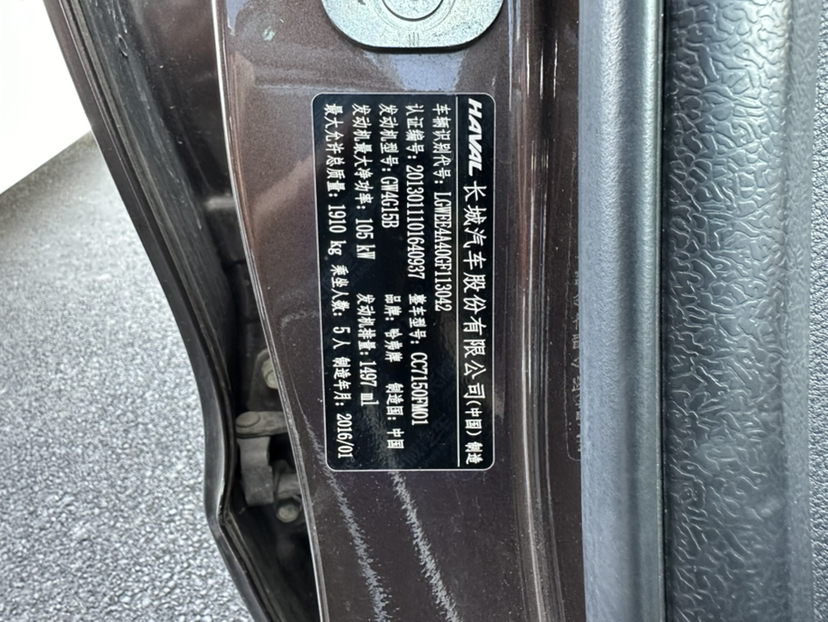 HAVAL 长城汽车股份有限公司(中国) 制造
车辆识别代号: LGWEE4A40GF113042
认证编号: 2013011101640937 整车型号: CC7150FM01
发动机型号: GW4G15B 品牌: 哈弗牌 制造国: 中国
发动机最大净功率: 105 kW 发动机排量: 1497 ml
最大允许总质量: 1910 kg 乘坐人数: 5人 制造年月: 2016/01